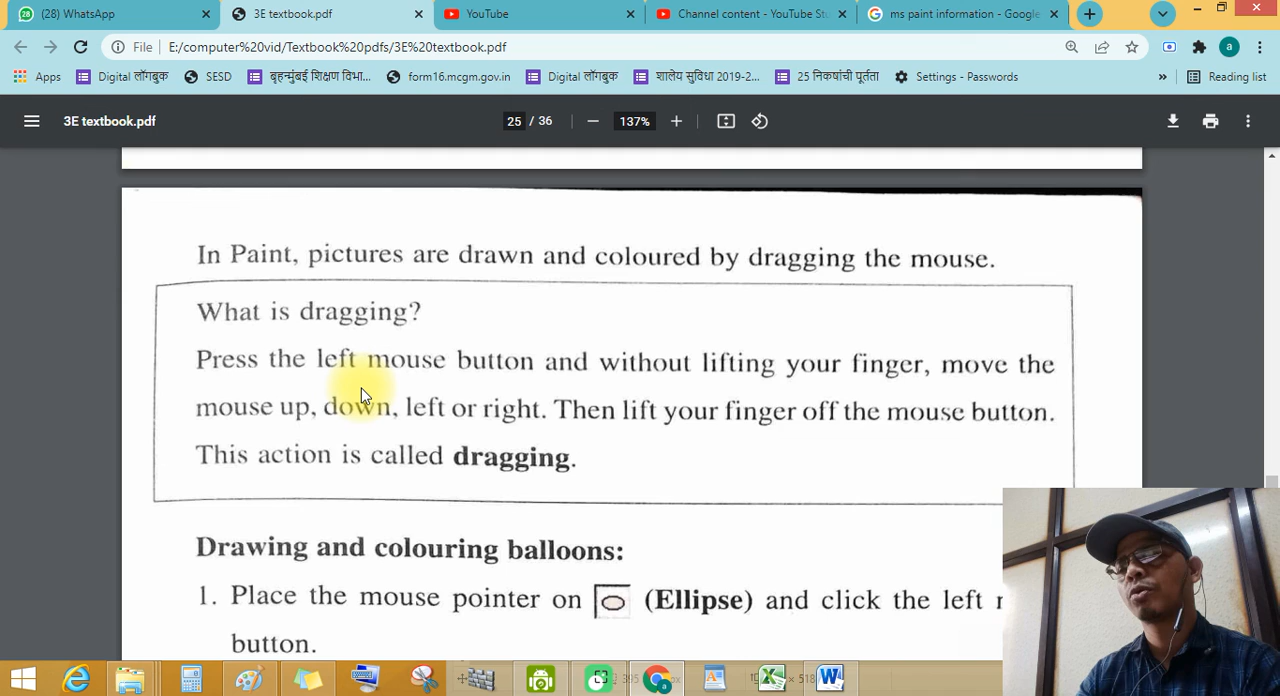 (28) WhatsApp
3E textbook.pdf
YouTube
Channel content - YouTube Stu
ms paint information - Google
File
E:/computer%20vid/Textbook%20pdfs/3E%20textbook.pdf
a
Apps
Digital लॉगबुक
SESD
बृहन्मुंबई शिक्षण विभा...
form16.mcgm.gov.in
Digital लॉगबुक
शालेय सुविधा 2019-2...
25 निकषांची पूर्तता
Settings - Passwords
»
Reading list
3E textbook.pdf
25 / 36
137%
In Paint, pictures are drawn and coloured by dragging the mouse.
What is dragging?
Press the left mouse button and without lifting your finger, move the
mouse up, down, left or right. Then lift your finger off the mouse button.
This action is called dragging.
Drawing and colouring balloons:
1. Place the mouse pointer on (Ellipse) and click the left
button.